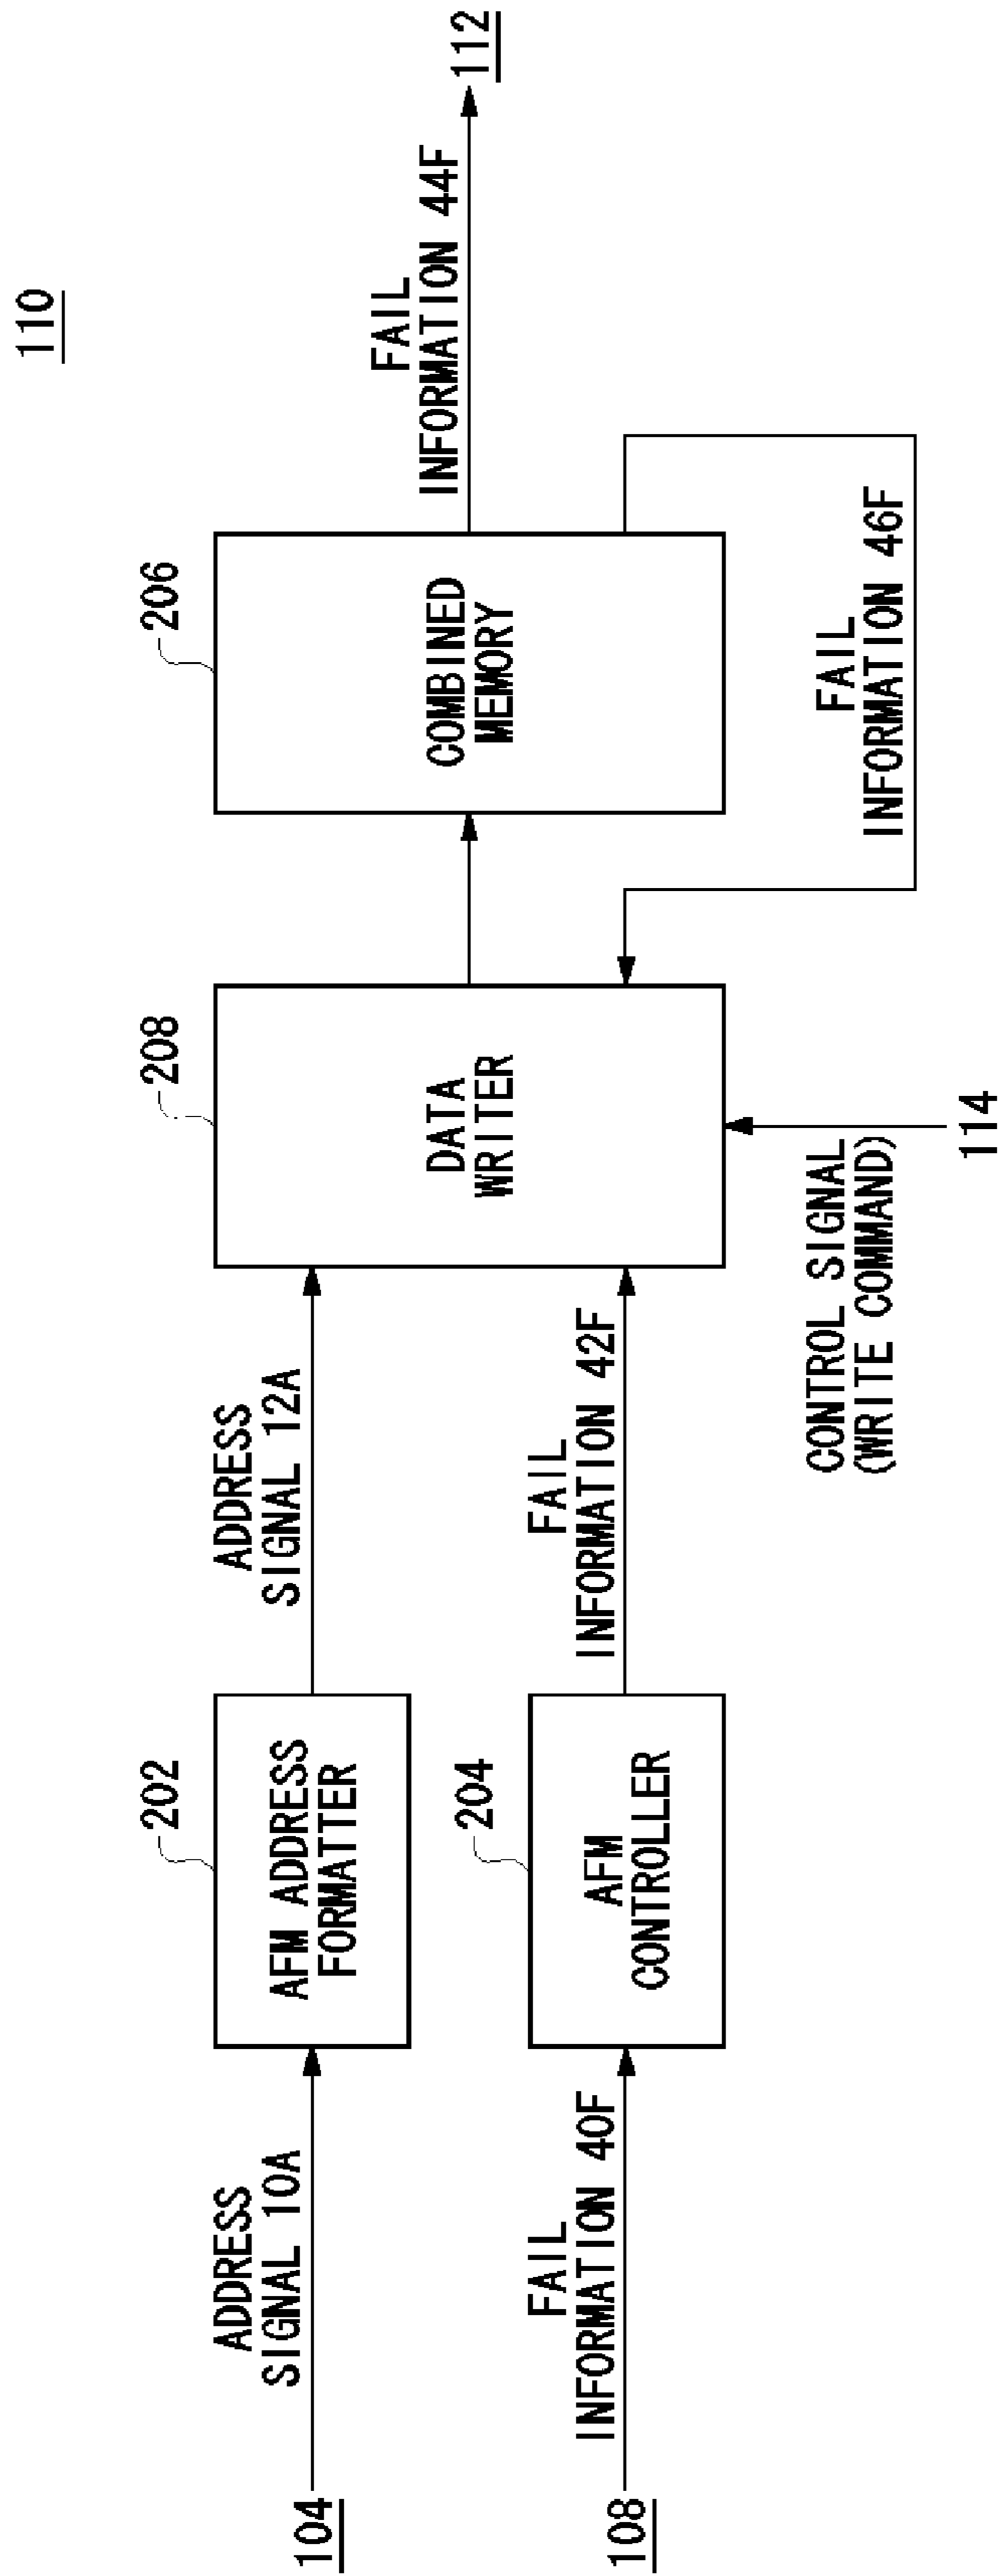 110
202
AFM ADDRESS
FORMATTER
204
AFM
CONTROLLER
208
DATA
WRITER
206
COMBINED
MEMORY
104
ADDRESS
SIGNAL 10A
ADDRESS
SIGNAL 12A
108
FAIL
INFORMATION 40F
FAIL
INFORMATION 42F
FAIL
INFORMATION 44F
112
FAIL
INFORMATION 46F
CONTROL SIGNAL
(WRITE COMMAND)
114